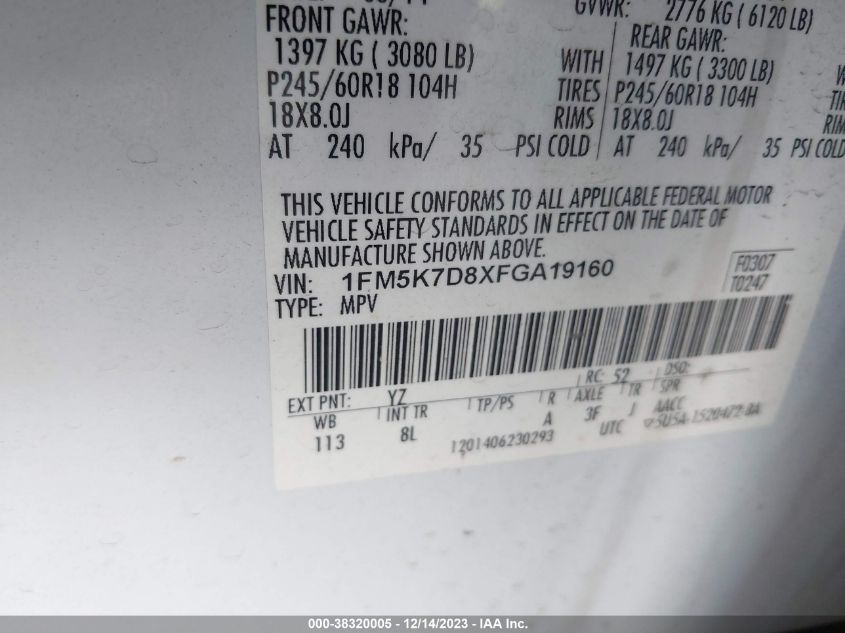 GVWR: 2776 KG ( 6120 LB)
FRONT GAWR: REAR GAWR:
1397 KG ( 3080 LB) WITH 1497 KG ( 3300 LB)
P245/60R18 104H TIRES P245/60R18 104H
18X8.0J RIMS 18X8.0J
AT 240 kPa/ 35 PSI COLD AT 240 kPa/ 35 PSI COLD
THIS VEHICLE CONFORMS TO ALL APPLICABLE FEDERAL MOTOR
VEHICLE SAFETY STANDARDS IN EFFECT ON THE DATE OF
MANUFACTURE SHOWN ABOVE.
VIN: 1FM5K7D8XFGA19160
F0307
TYPE: MPV
T0247
EXT PNT: YZ RC: 52 DSO:
WB INT TR TP/PS R AXLE TR SPR
113 8L A 3F J AACC
1201406230293 UTC 5U5A-1520472-BA
000-38320005 - 12/14/2023 - IAA Inc.